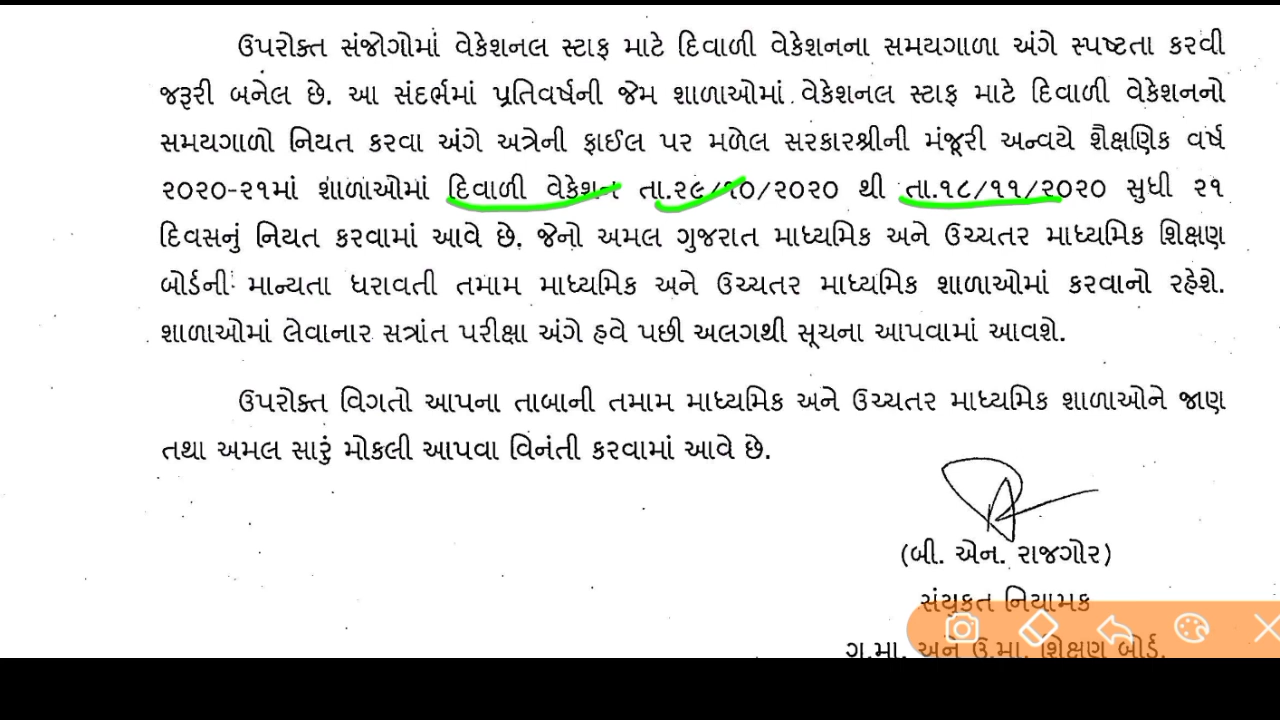 ઉપરોક્ત સંજોગોમાં વેકેશનલ સ્ટાફ માટે દિવાળી વેકેશનના સમયગાળા અંગે સ્પષ્ટતા કરવી
જરૂરી બનેલ છે. આ સંદર્ભમાં પ્રતિવર્ષની જેમ શાળાઓમાં વેકેશનલ સ્ટાફ માટે દિવાળી વેકેશનનો
સમયગાળો નિયત કરવા અંગે અત્રેની ફાઈલ પર મળેલ સરકારશ્રીની મંજૂરી અન્વયે શૈક્ષણિક વર્ષ
૨૦૨૦-૨૧માં શાળાઓમાં દિવાળી વેકેશન તા.૨૯/૧૦/૨૦૨૦ થી તા.૧૮/૧૧/૨૦૨૦ સુધી ૨૧
દિવસનું નિયત કરવામાં આવે છે. જેનો અમલ ગુજરાત માધ્યમિક અને ઉચ્ચતર માધ્યમિક શિક્ષણ
બોર્ડની માન્યતા ધરાવતી તમામ માધ્યમિક અને ઉચ્ચતર માધ્યમિક શાળાઓમાં કરવાનો રહેશે.
શાળાઓમાં લેવાનાર સત્રાંત પરીક્ષા અંગે હવે પછી અલગથી સૂચના આપવામાં આવશે.
ઉપરોક્ત વિગતો આપના તાબાની તમામ માધ્યમિક અને ઉચ્ચતર માધ્યમિક શાળાઓને જાણ
તથા અમલ સારું મોકલી આપવા વિનંતી કરવામાં આવે છે.
(બી. એન. રાજગોર)
સંયુકત નિયામક
ગ.મા. અને ઉ.મા. શિક્ષણ બોર્ડ.